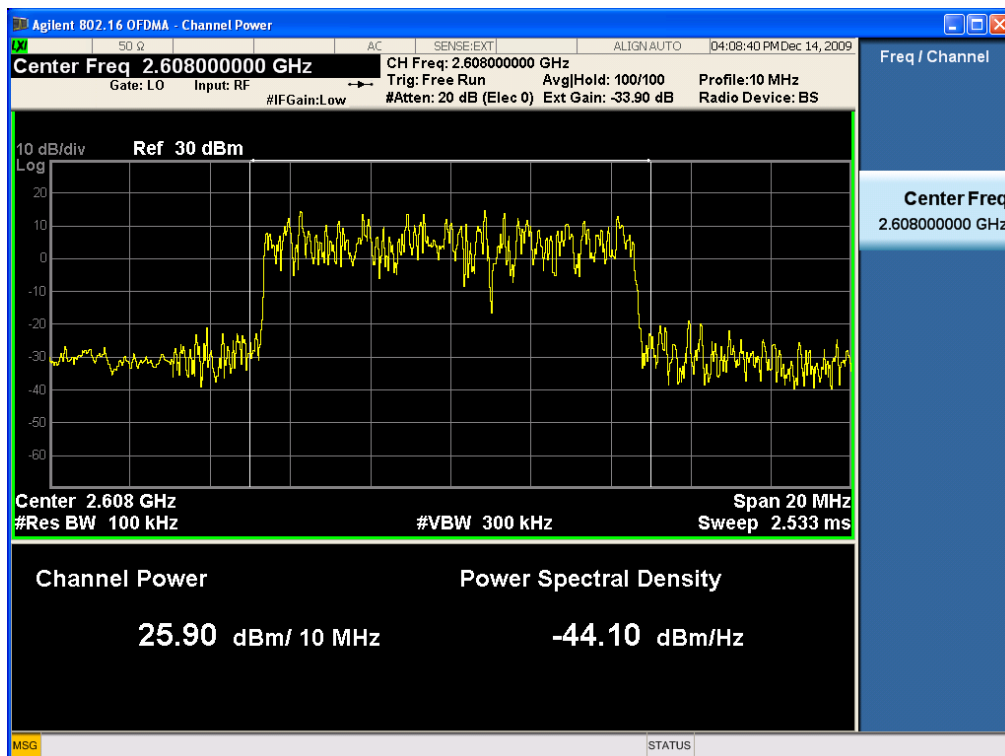 Agilent 802.16 OFDMA - Channel Power
LXI 50 Ω AC SENSE:EXT ALIGN AUTO 04:08:40 PM Dec 14, 2009
Center Freq 2.608000000 GHz
Gate: LO Input: RF
#IFGain:Low
CH Freq: 2.608000000 GHz
Trig: Free Run Avg|Hold: 100/100 Profile:10 MHz
#Atten: 20 dB (Elec 0) Ext Gain: -33.90 dB Radio Device: BS
Freq / Channel
Center Freq
2.608000000 GHz
10 dB/div Ref 30 dBm
Log
20
10
0
-10
-20
-30
-40
-50
-60
Center 2.608 GHz Span 20 MHz
#Res BW 100 kHz #VBW 300 kHz Sweep 2.533 ms
Channel Power Power Spectral Density
25.90 dBm/ 10 MHz -44.10 dBm/Hz
MSG STATUS